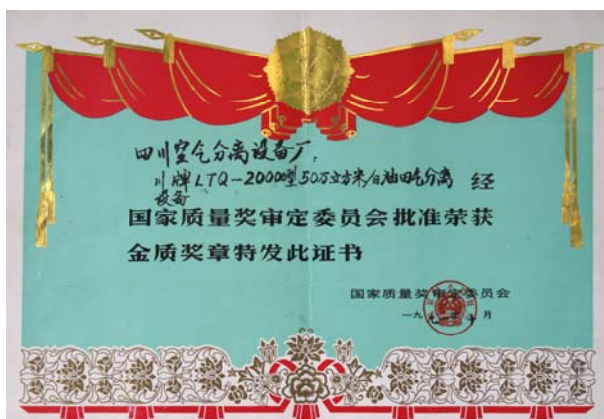 四川空气分离设备厂,
川牌LTQ-20000型50万立方米/日油田气分离 经
设备
国家质量奖审定委员会批准荣获
金质奖章特发此证书
国家质量奖审定委员会
一九 年 月